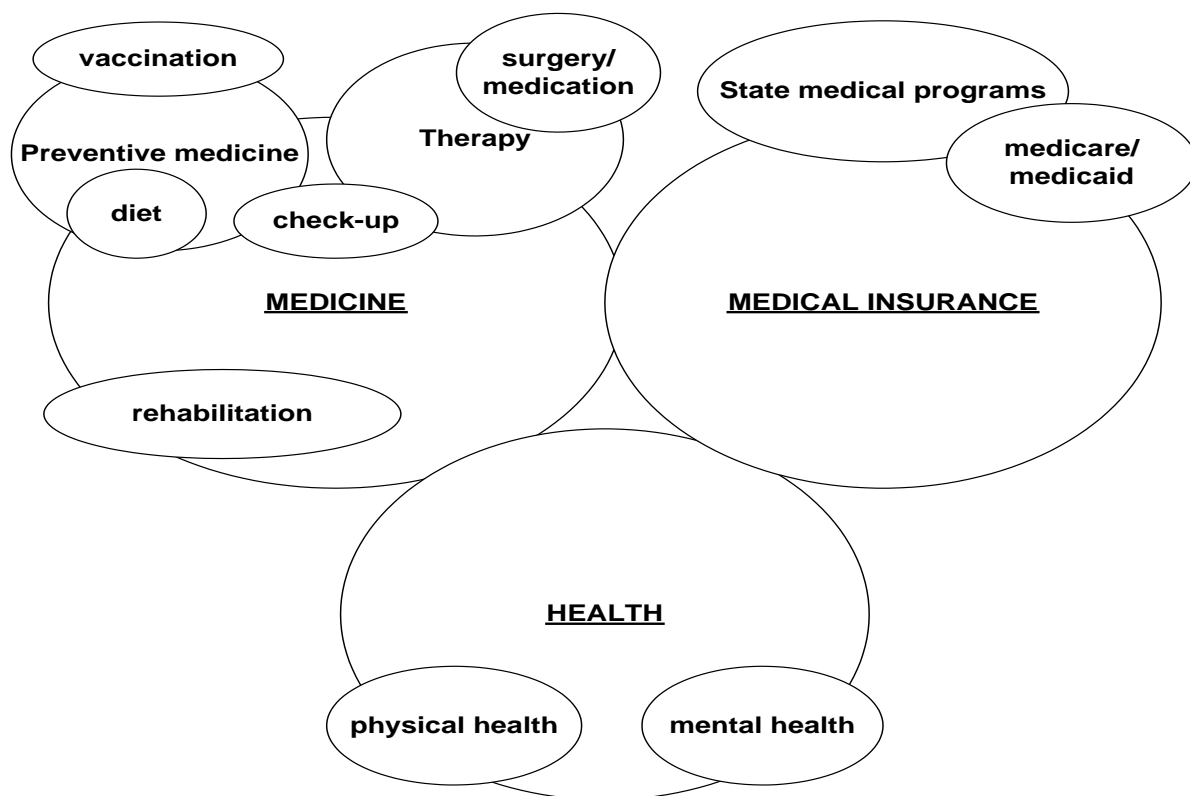 vaccination
surgery/
medication
State medical programs
Therapy
Preventive medicine
medicare/
medicaid
diet
check-up
MEDICINE
MEDICAL INSURANCE
rehabilitation
HEALTH
physical health
mental health